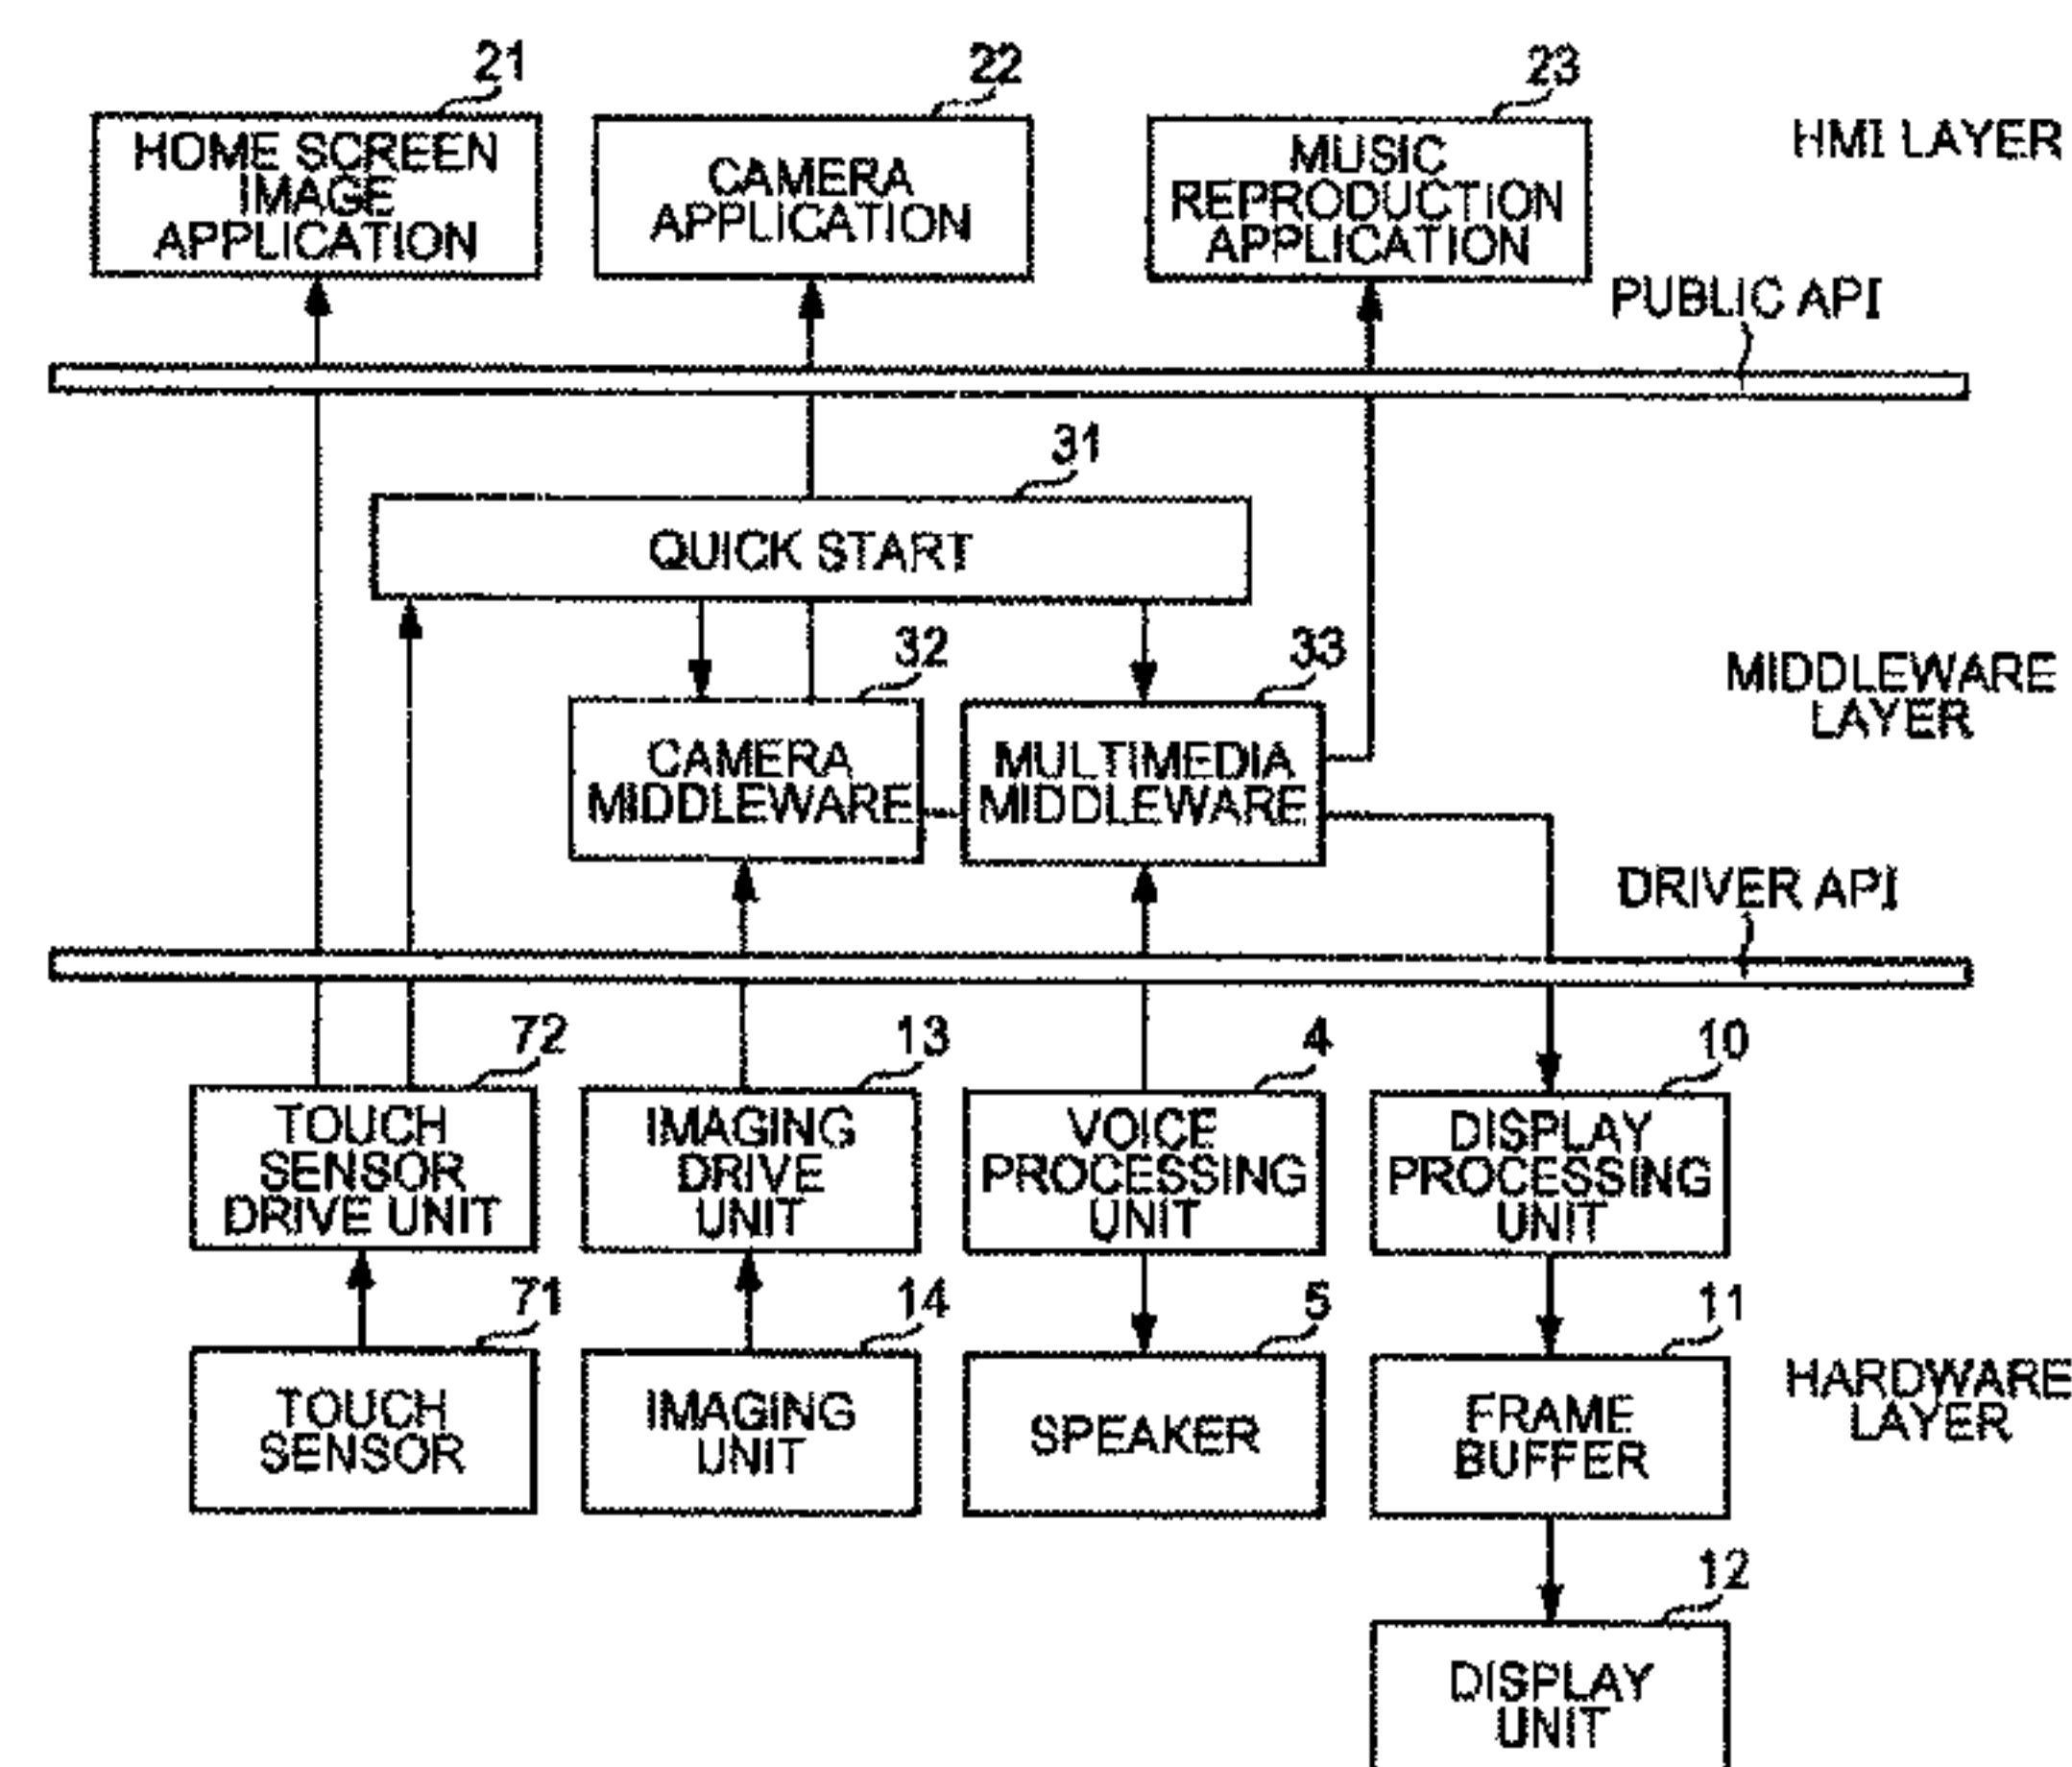 21
22
23
HOME SCREEN
IMAGE
APPLICATION
CAMERA
APPLICATION
MUSIC
REPRODUCTION
APPLICATION
HMI LAYER
PUBLIC API
31
QUICK START
32
33
CAMERA
MIDDLEWARE
MULTIMEDIA
MIDDLEWARE
MIDDLEWARE
LAYER
DRIVER API
72
13
4
10
TOUCH
SENSOR
DRIVE UNIT
IMAGING
DRIVE
UNIT
VOICE
PROCESSING
UNIT
DISPLAY
PROCESSING
UNIT
71
14
5
11
TOUCH
SENSOR
IMAGING
UNIT
SPEAKER
FRAME
BUFFER
HARDWARE
LAYER
12
DISPLAY
UNIT